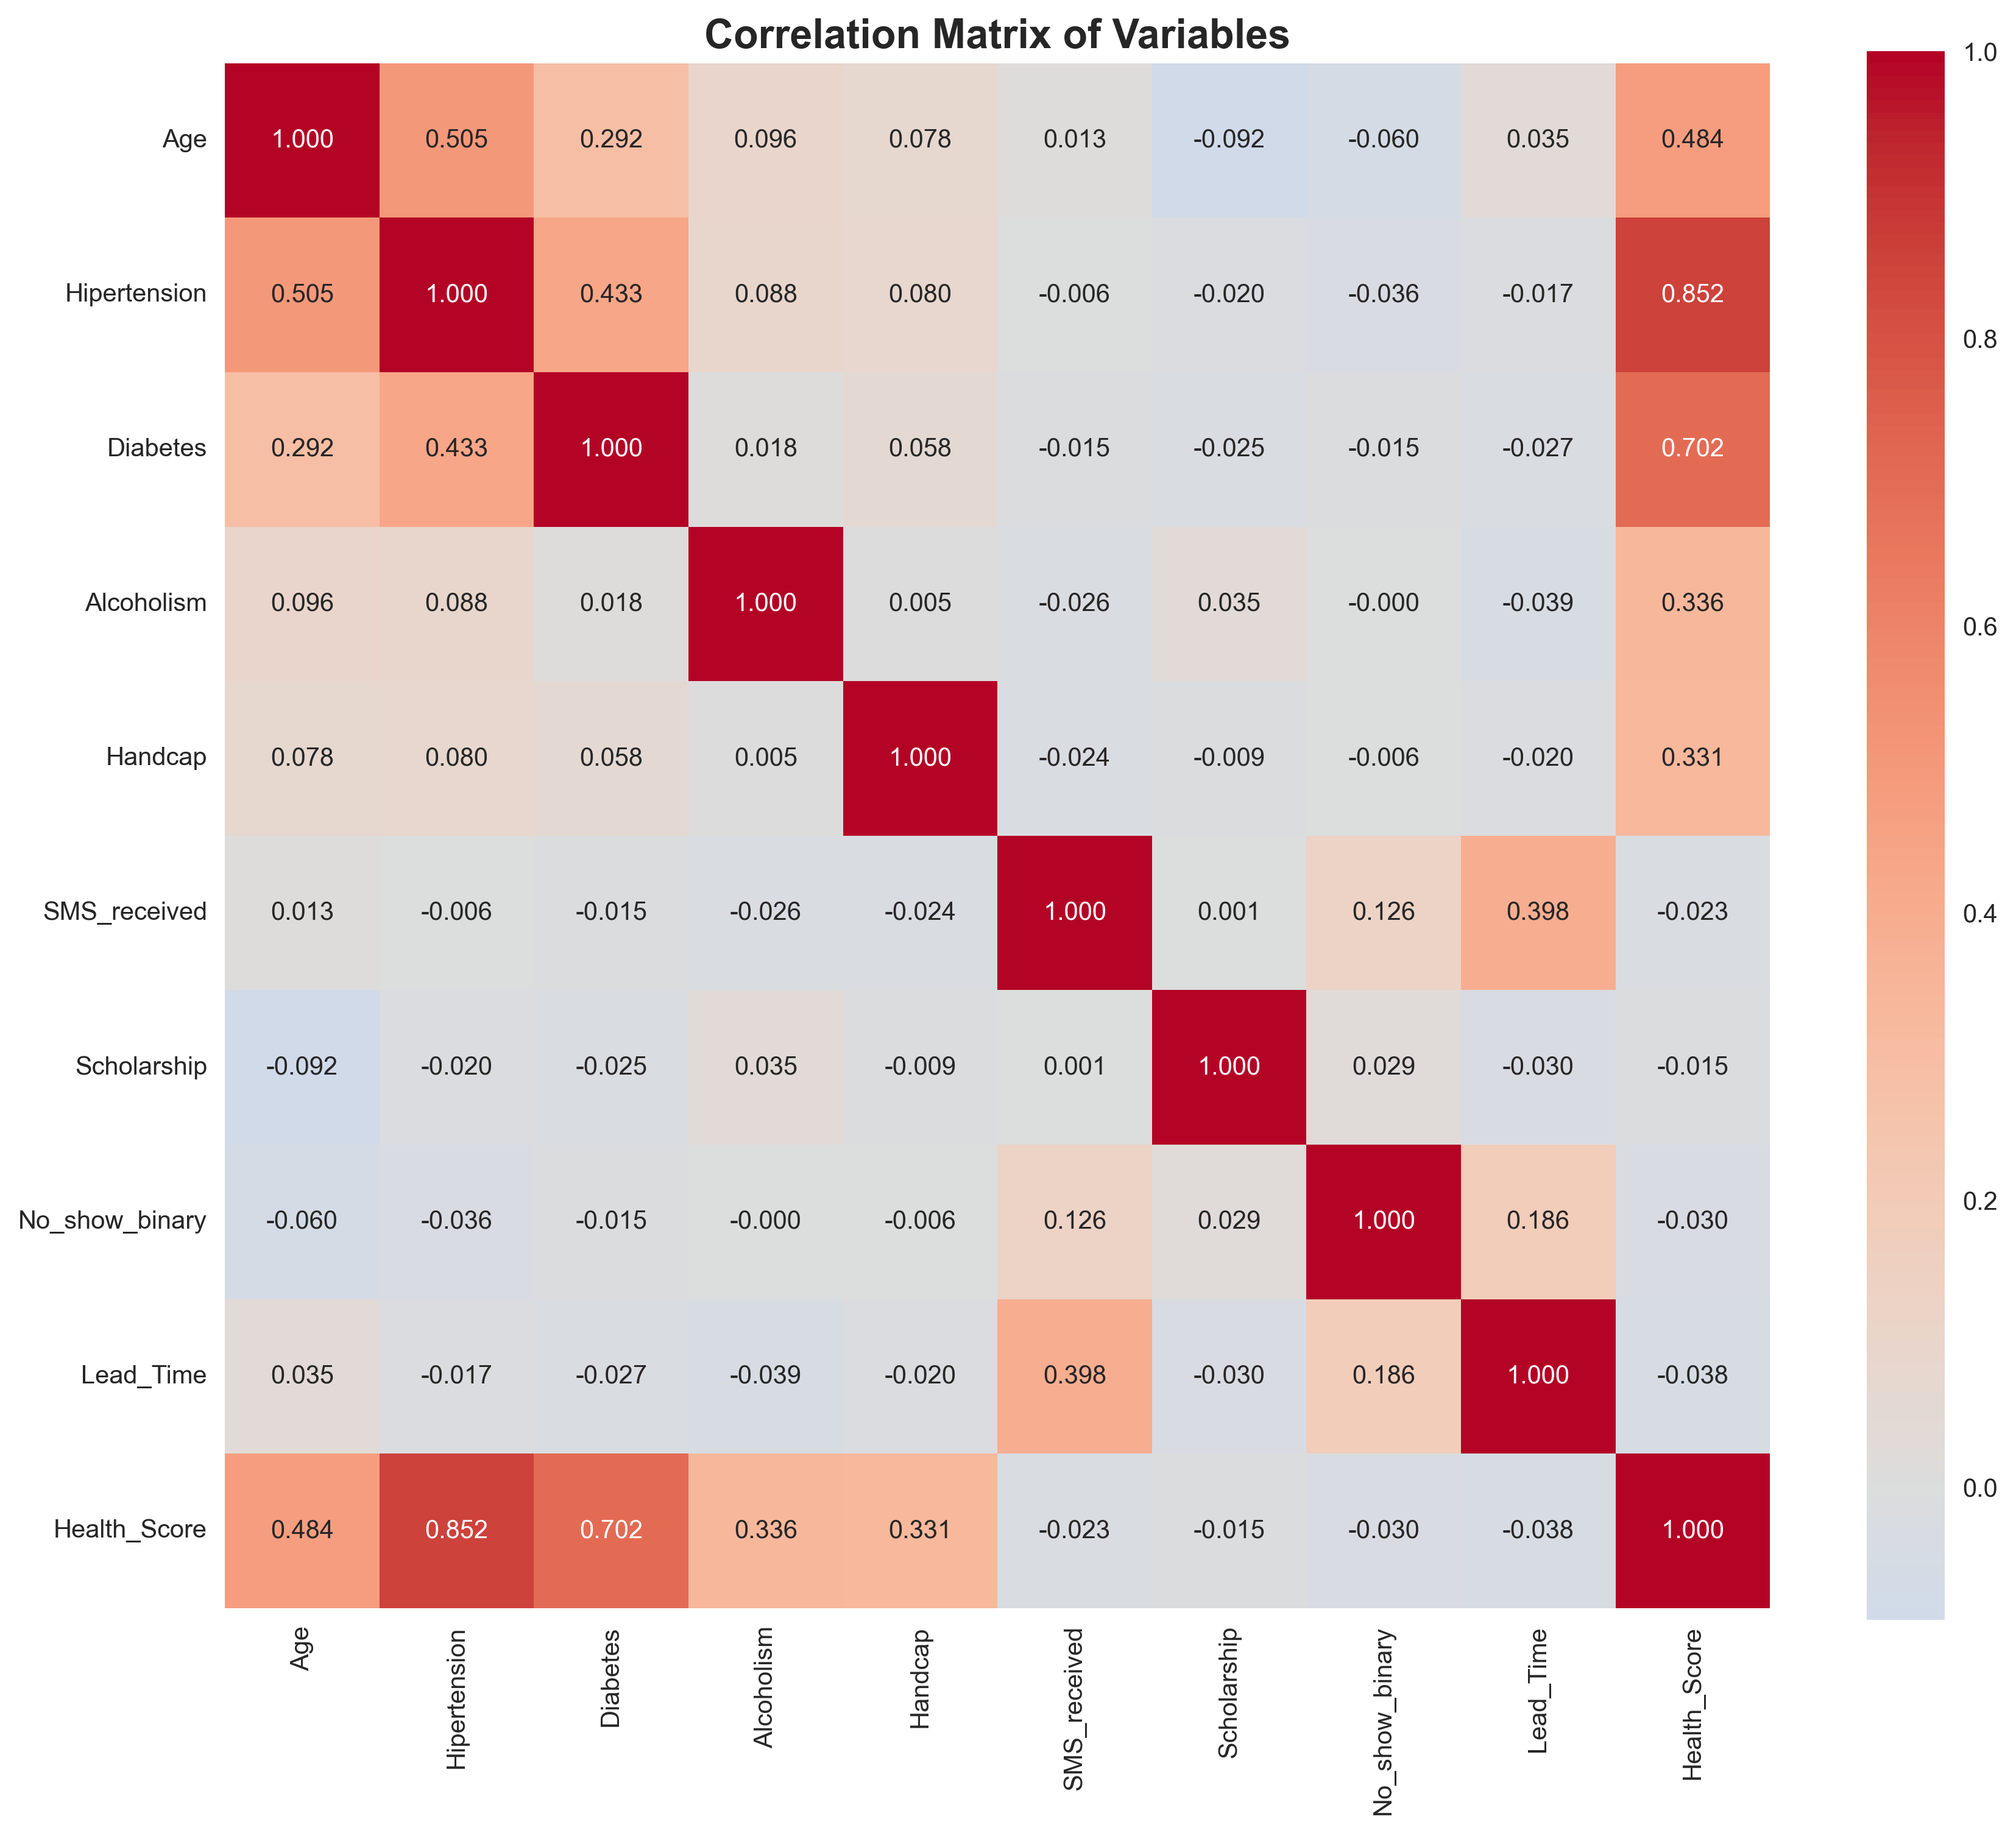 Correlation Matrix of Variables
Age 1.000 0.505 0.292 0.096 0.078 0.013 -0.092 -0.060 0.035 0.484
Hipertension 0.505 1.000 0.433 0.088 0.080 -0.006 -0.020 -0.036 -0.017 0.852
Diabetes 0.292 0.433 1.000 0.018 0.058 -0.015 -0.025 -0.015 -0.027 0.702
Alcoholism 0.096 0.088 0.018 1.000 0.005 -0.026 0.035 -0.000 -0.039 0.336
Handcap 0.078 0.080 0.058 0.005 1.000 -0.024 -0.009 -0.006 -0.020 0.331
SMS_received 0.013 -0.006 -0.015 -0.026 -0.024 1.000 0.001 0.126 0.398 -0.023
Scholarship -0.092 -0.020 -0.025 0.035 -0.009 0.001 1.000 0.029 -0.030 -0.015
No_show_binary -0.060 -0.036 -0.015 -0.000 -0.006 0.126 0.029 1.000 0.186 -0.030
Lead_Time 0.035 -0.017 -0.027 -0.039 -0.020 0.398 -0.030 0.186 1.000 -0.038
Health_Score 0.484 0.852 0.702 0.336 0.331 -0.023 -0.015 -0.030 -0.038 1.000
Age
Hipertension
Diabetes
Alcoholism
Handcap
SMS_received
Scholarship
No_show_binary
Lead_Time
Health_Score
1.0
0.8
0.6
0.4
0.2
0.0